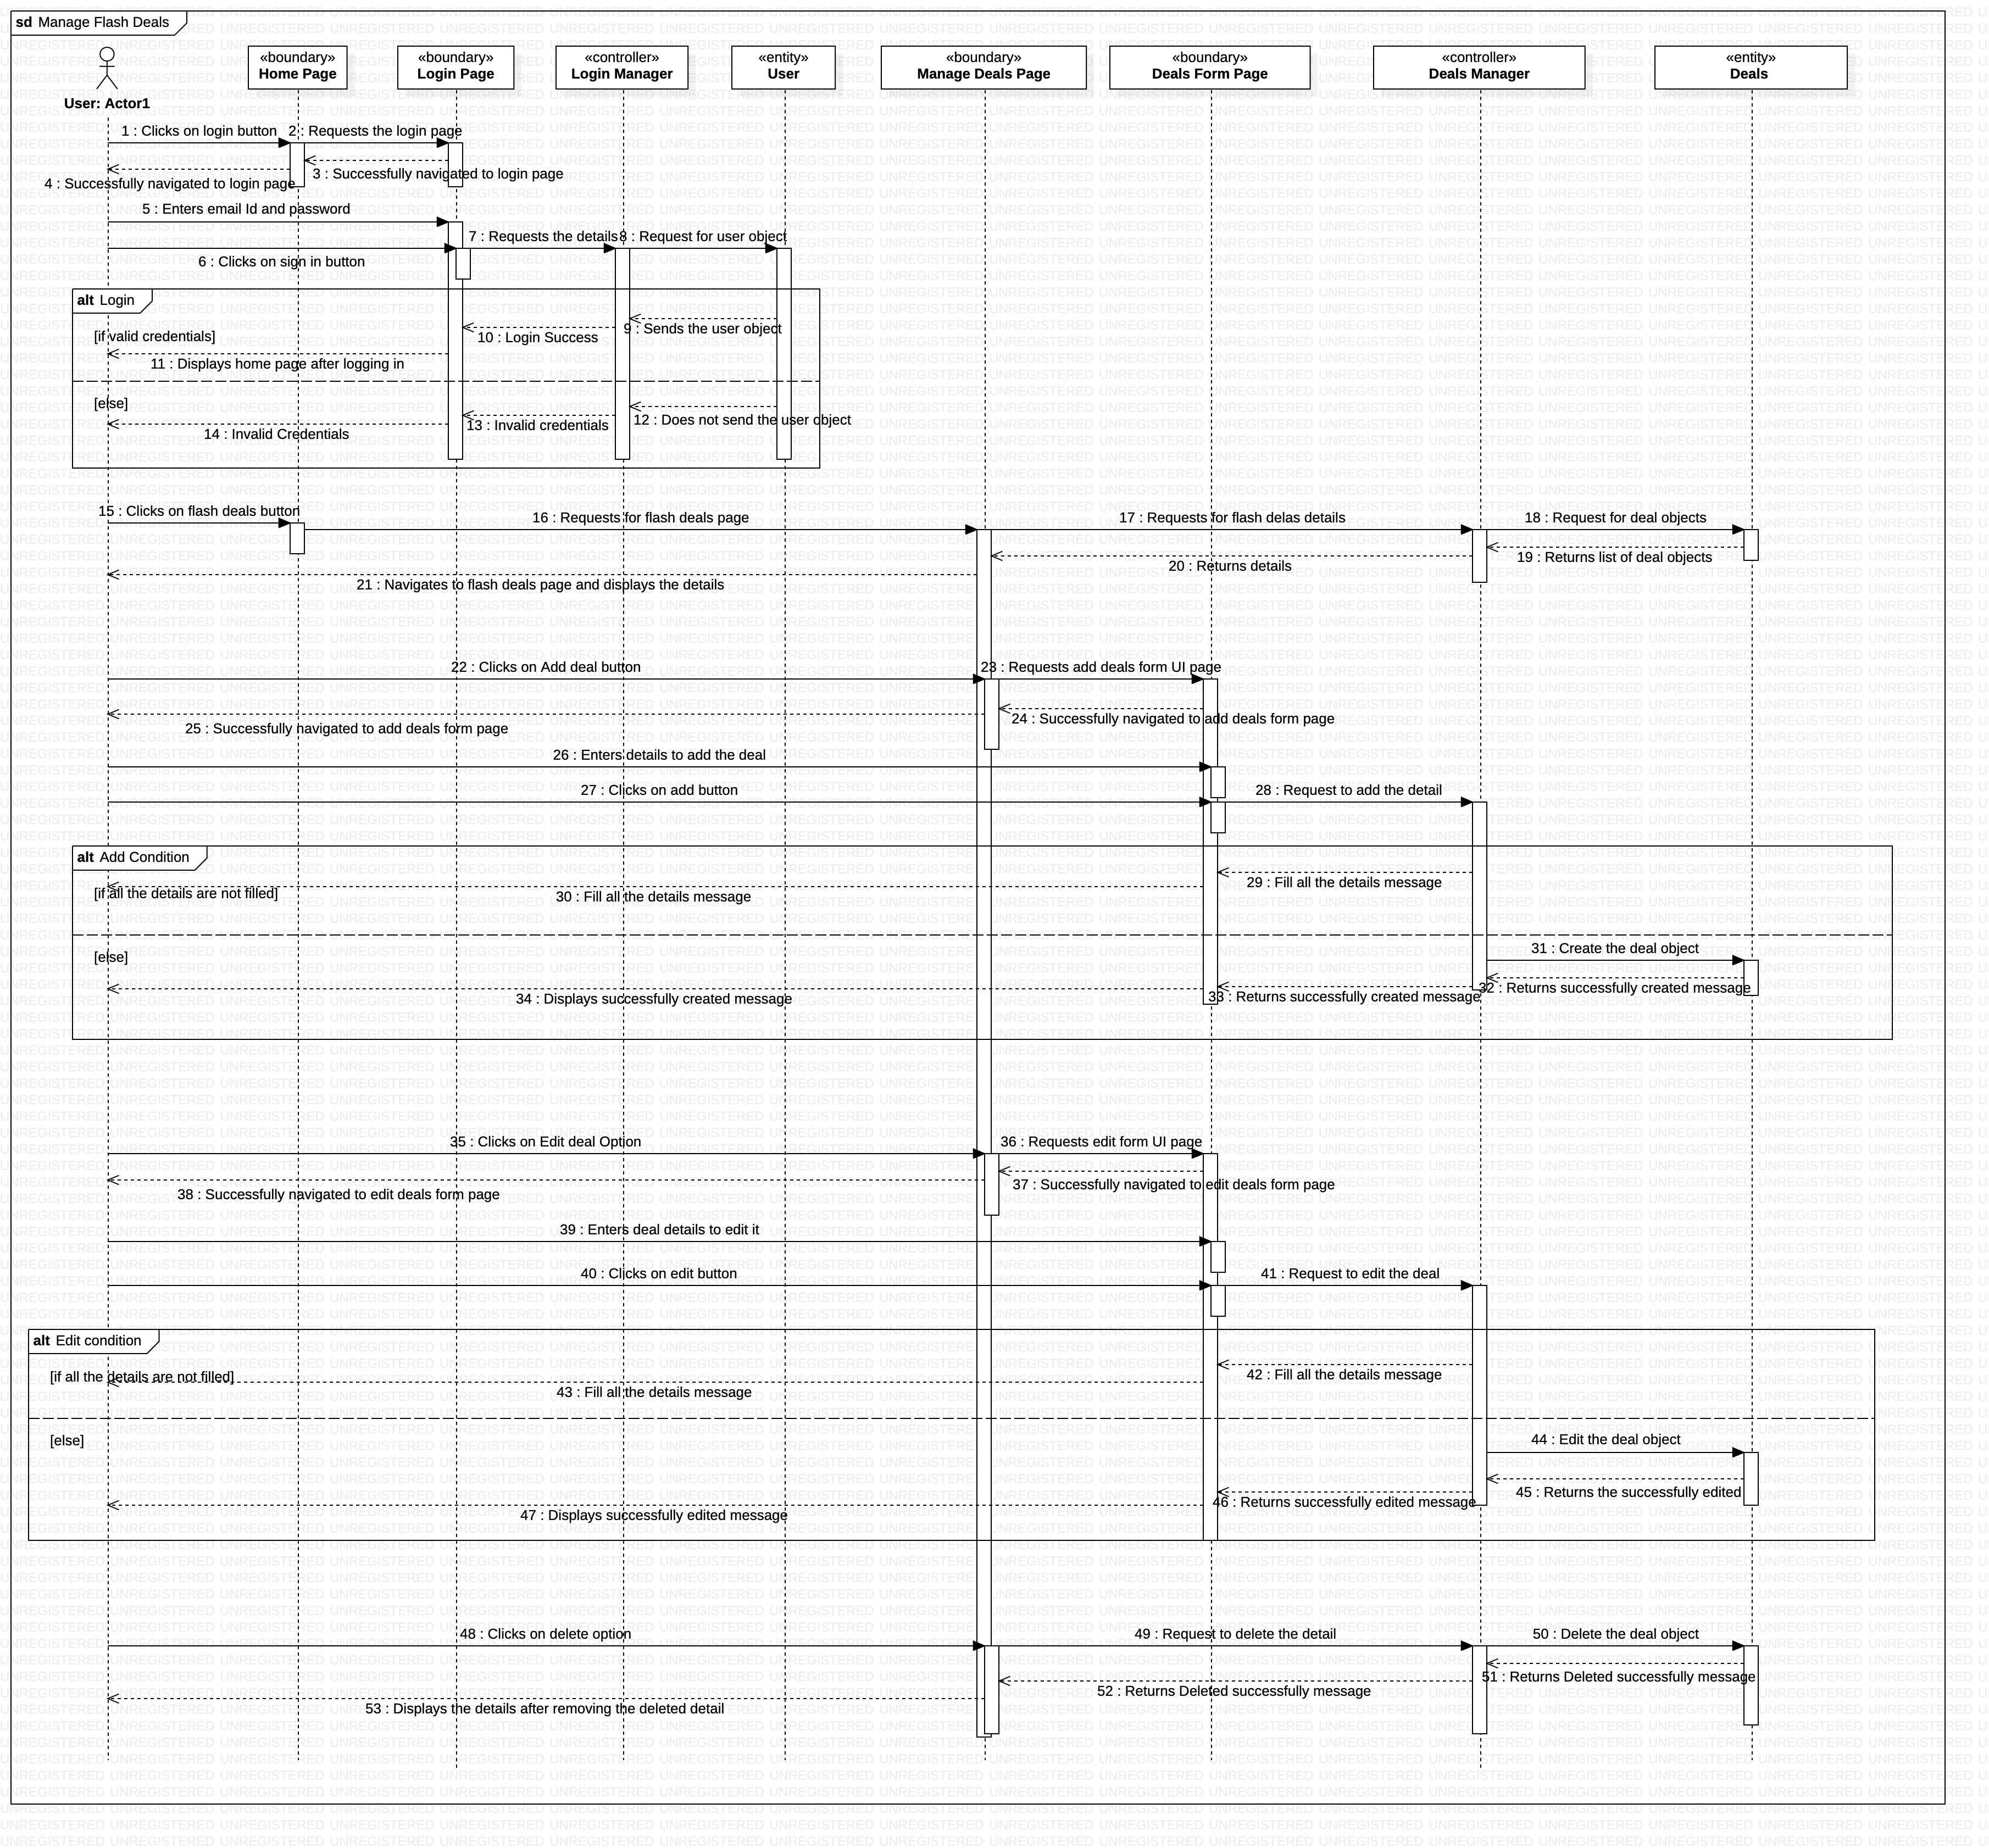 sd Manage Flash Deals
User: Actor1
«boundary»
Home Page
«boundary»
Login Page
«controller»
Login Manager
«entity»
User
«boundary»
Manage Deals Page
«boundary»
Deals Form Page
«controller»
Deals Manager
«entity»
Deals
1 : Clicks on login button
2 : Requests the login page
3 : Successfully navigated to login page
4 : Successfully navigated to login page
5 : Enters email Id and password
6 : Clicks on sign in button
7 : Requests the details
8 : Request for user object
alt Login
[if valid credentials]
9 : Sends the user object
10 : Login Success
11 : Displays home page after logging in
[else]
12 : Does not send the user object
13 : Invalid credentials
14 : Invalid Credentials
15 : Clicks on flash deals button
16 : Requests for flash deals page
17 : Requests for flash delas details
18 : Request for deal objects
19 : Returns list of deal objects
20 : Returns details
21 : Navigates to flash deals page and displays the details
22 : Clicks on Add deal button
23 : Requests add deals form UI page
24 : Successfully navigated to add deals form page
25 : Successfully navigated to add deals form page
26 : Enters details to add the deal
27 : Clicks on add button
28 : Request to add the detail
alt Add Condition
[if all the details are not filled]
29 : Fill all the details message
30 : Fill all the details message
[else]
31 : Create the deal object
32 : Returns successfully created message
33 : Returns successfully created message
34 : Displays successfully created message
35 : Clicks on Edit deal Option
36 : Requests edit form UI page
37 : Successfully navigated to edit deals form page
38 : Successfully navigated to edit deals form page
39 : Enters deal details to edit it
40 : Clicks on edit button
41 : Request to edit the deal
alt Edit condition
[if all the details are not filled]
42 : Fill all the details message
43 : Fill all the details message
[else]
44 : Edit the deal object
45 : Returns the successfully edited
46 : Returns successfully edited message
47 : Displays successfully edited message
48 : Clicks on delete option
49 : Request to delete the detail
50 : Delete the deal object
51 : Returns Deleted successfully message
52 : Returns Deleted successfully message
53 : Displays the details after removing the deleted detail
UNREGISTERED